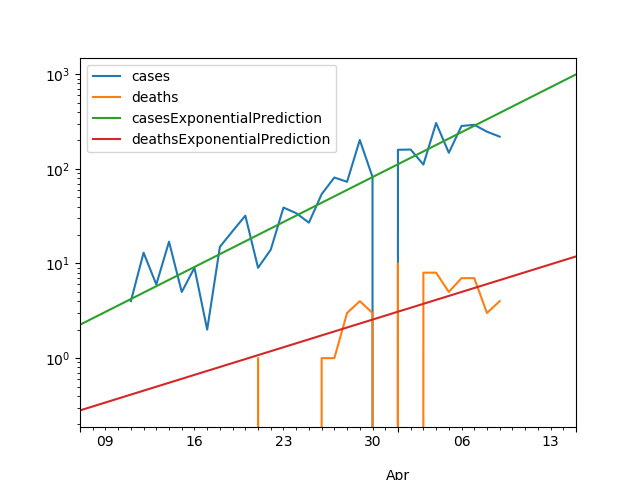 cases
deaths
casesExponentialPrediction
deathsExponentialPrediction
10³
10²
10¹
10⁰
09 16 23 30 06 13
Apr